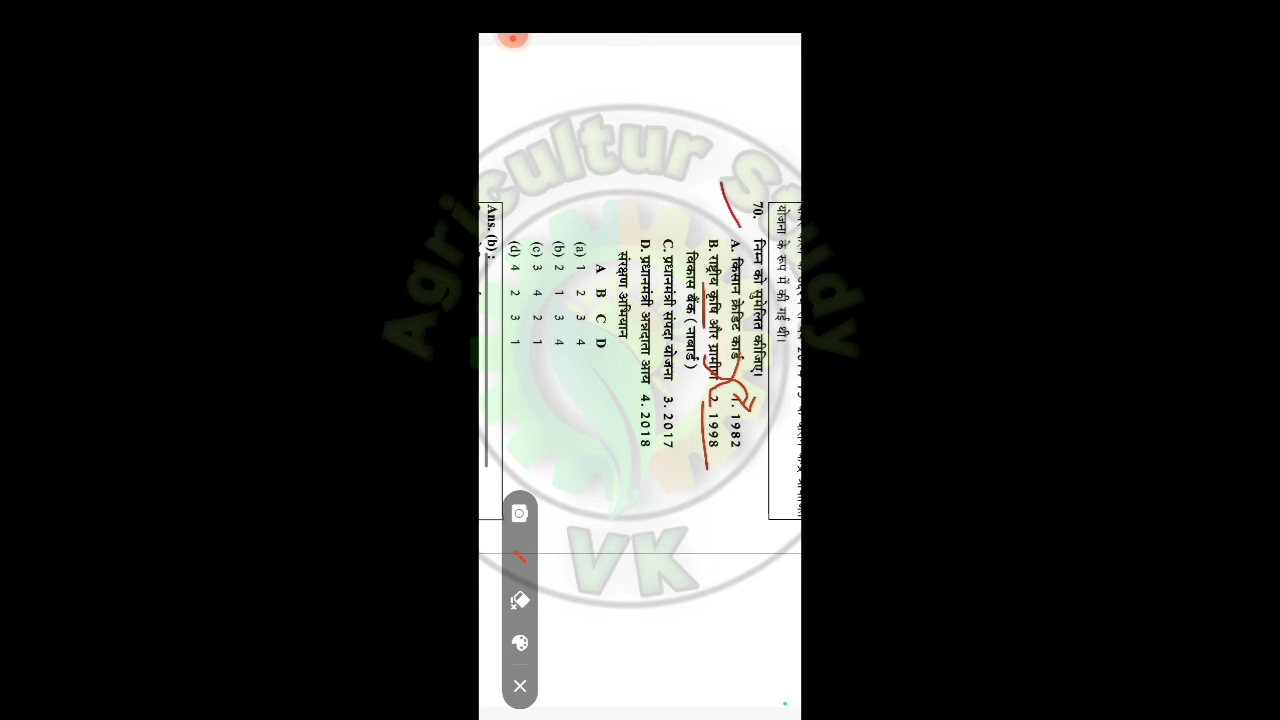 योजना के रूप में की गई थी।
70. निम्न को सुमेलित कीजिए।
A. किसान क्रेडिट कार्ड 1. 1982
B. राष्ट्रीय कृषि और ग्रामीण 2. 1998
विकास बैंक (नाबार्ड)
C. प्रधानमंत्री संपदा योजना 3. 2017
D. प्रधानमंत्री अन्नदाता आय 4. 2018
संरक्षण अभियान
A B C D
(a) 1 2 3 4
(b) 2 1 3 4
(c) 3 4 2 1
(d) 4 2 3 1
Ans. (b) :
Agricultur Study
VK